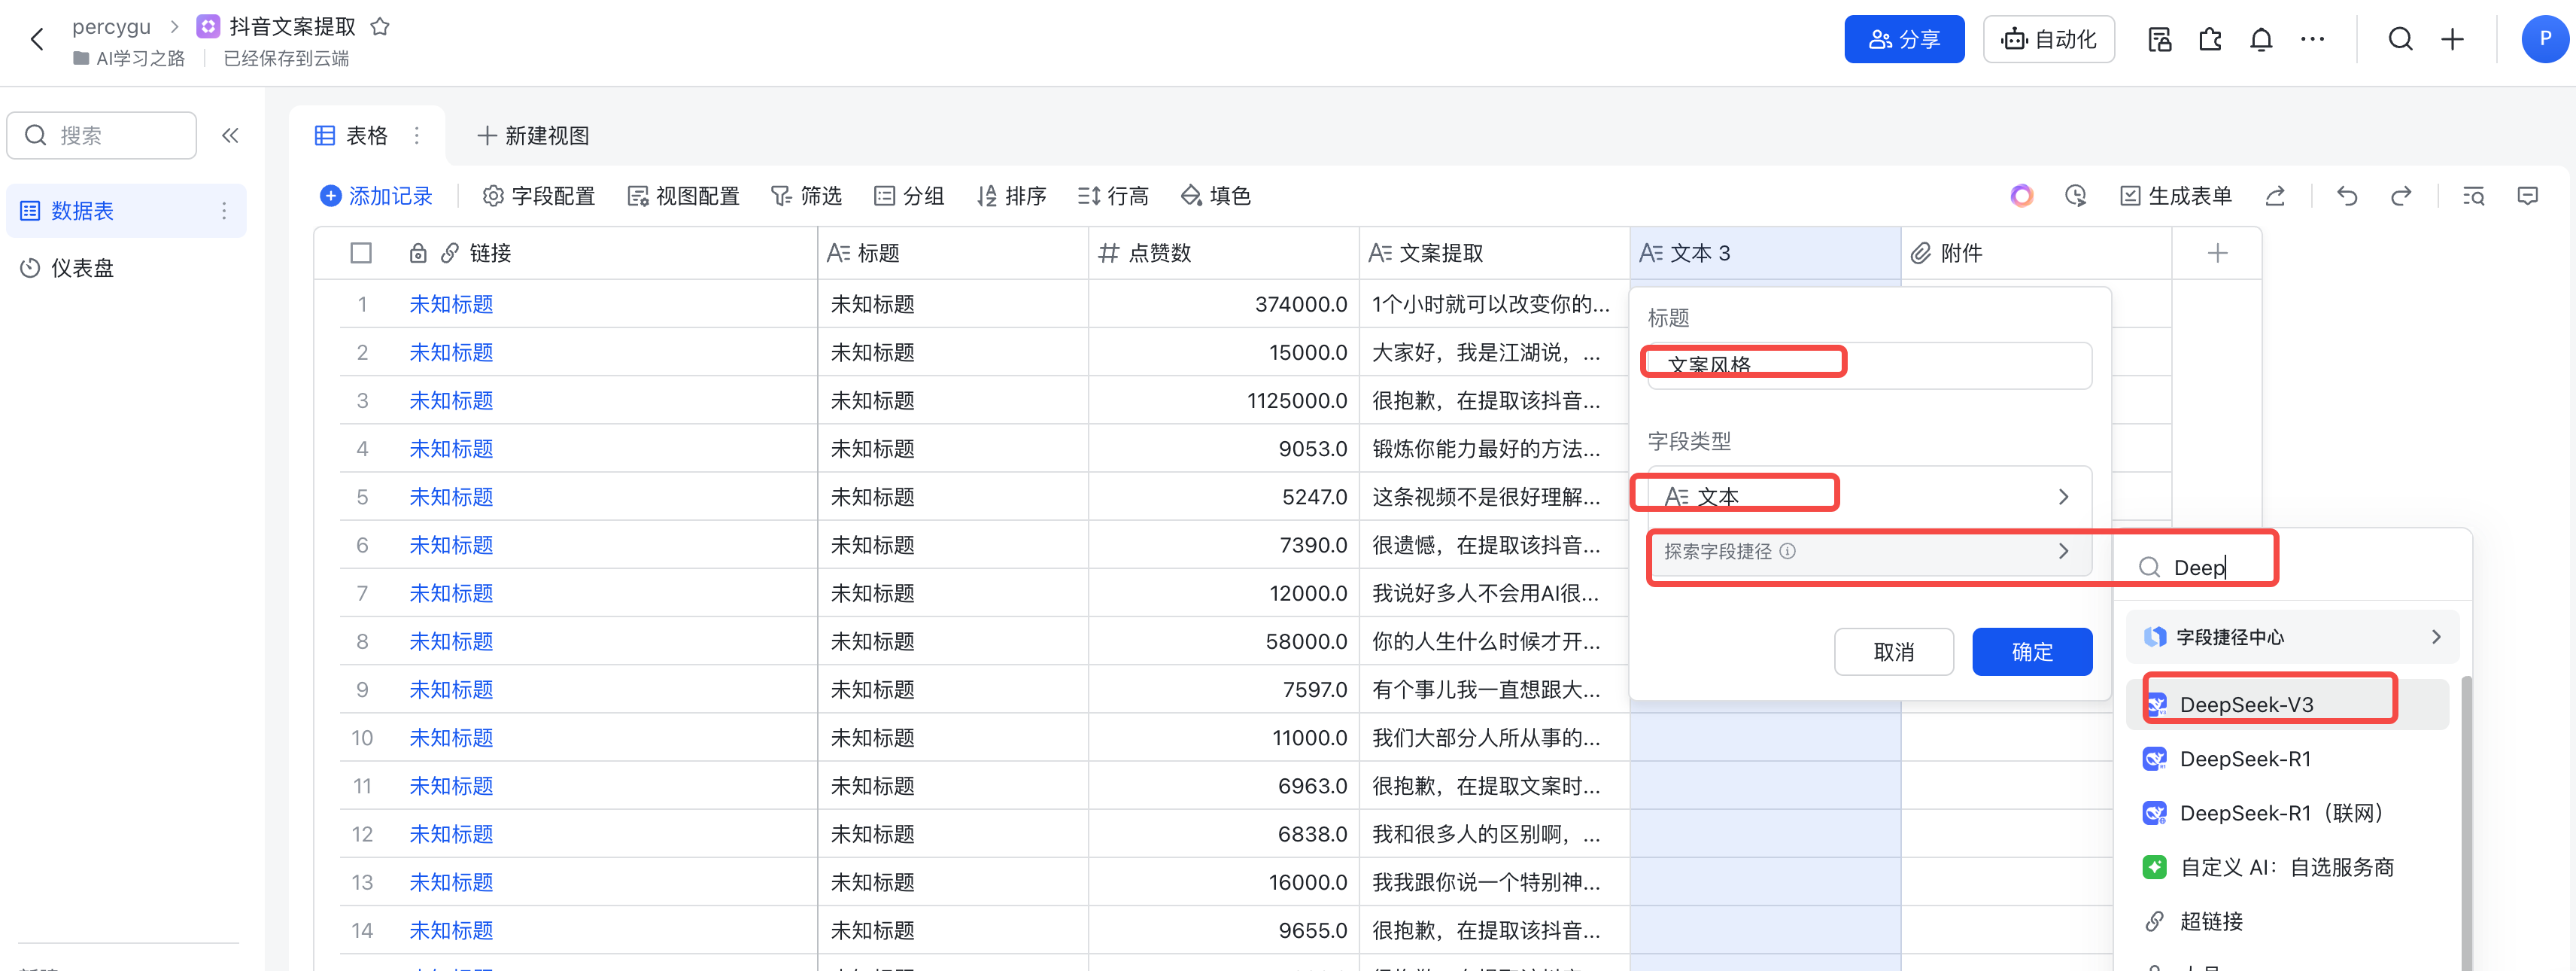 percygu
抖音文案提取
AI学习之路
已经保存到云端
分享
自动化
P
搜索
表格
新建视图
数据表
仪表盘
添加记录
字段配置
视图配置
筛选
分组
排序
行高
填色
生成表单
链接 标题 点赞数 文案提取 文本 3 附件
1 未知标题 未知标题 374000.0 1个小时就可以改变你的...
2 未知标题 未知标题 15000.0 大家好，我是江湖说，...
3 未知标题 未知标题 1125000.0 很抱歉，在提取该抖音...
4 未知标题 未知标题 9053.0 锻炼你能力最好的方法...
5 未知标题 未知标题 5247.0 这条视频不是很好理解...
6 未知标题 未知标题 7390.0 很遗憾，在提取该抖音...
7 未知标题 未知标题 12000.0 我说好多人不会用AI很...
8 未知标题 未知标题 58000.0 你的人生什么时候才开...
9 未知标题 未知标题 7597.0 有个事儿我一直想跟大...
10 未知标题 未知标题 11000.0 我们大部分人所从事的...
11 未知标题 未知标题 6963.0 很抱歉，在提取文案时...
12 未知标题 未知标题 6838.0 我和很多人的区别啊，...
13 未知标题 未知标题 16000.0 我我跟你说一个特别神...
14 未知标题 未知标题 9655.0 很抱歉，在提取该抖音...
标题
文案风格
字段类型
文本
探索字段捷径
取消
确定
Deep
字段捷径中心
DeepSeek-V3
DeepSeek-R1
DeepSeek-R1（联网）
自定义 AI：自选服务商
超链接